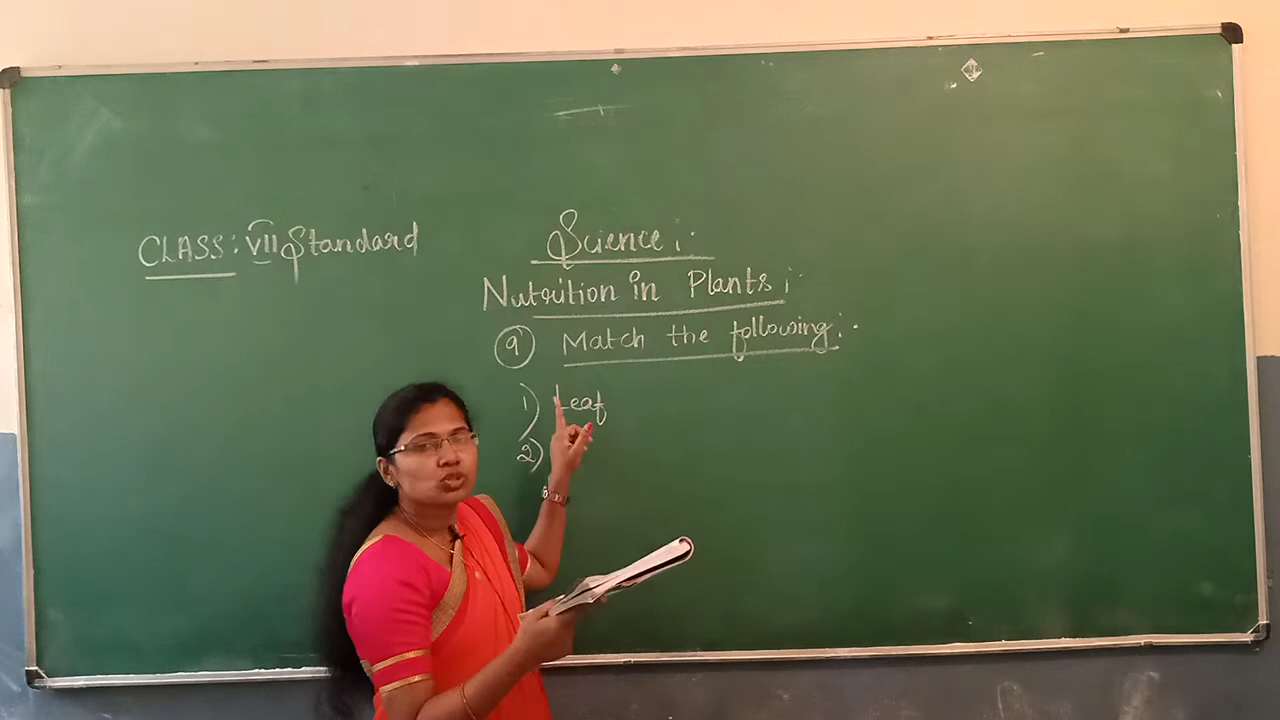 CLASS: VII Standard
Science:
Nutrition in Plants:
9 Match the following:
1) Leaf
2)